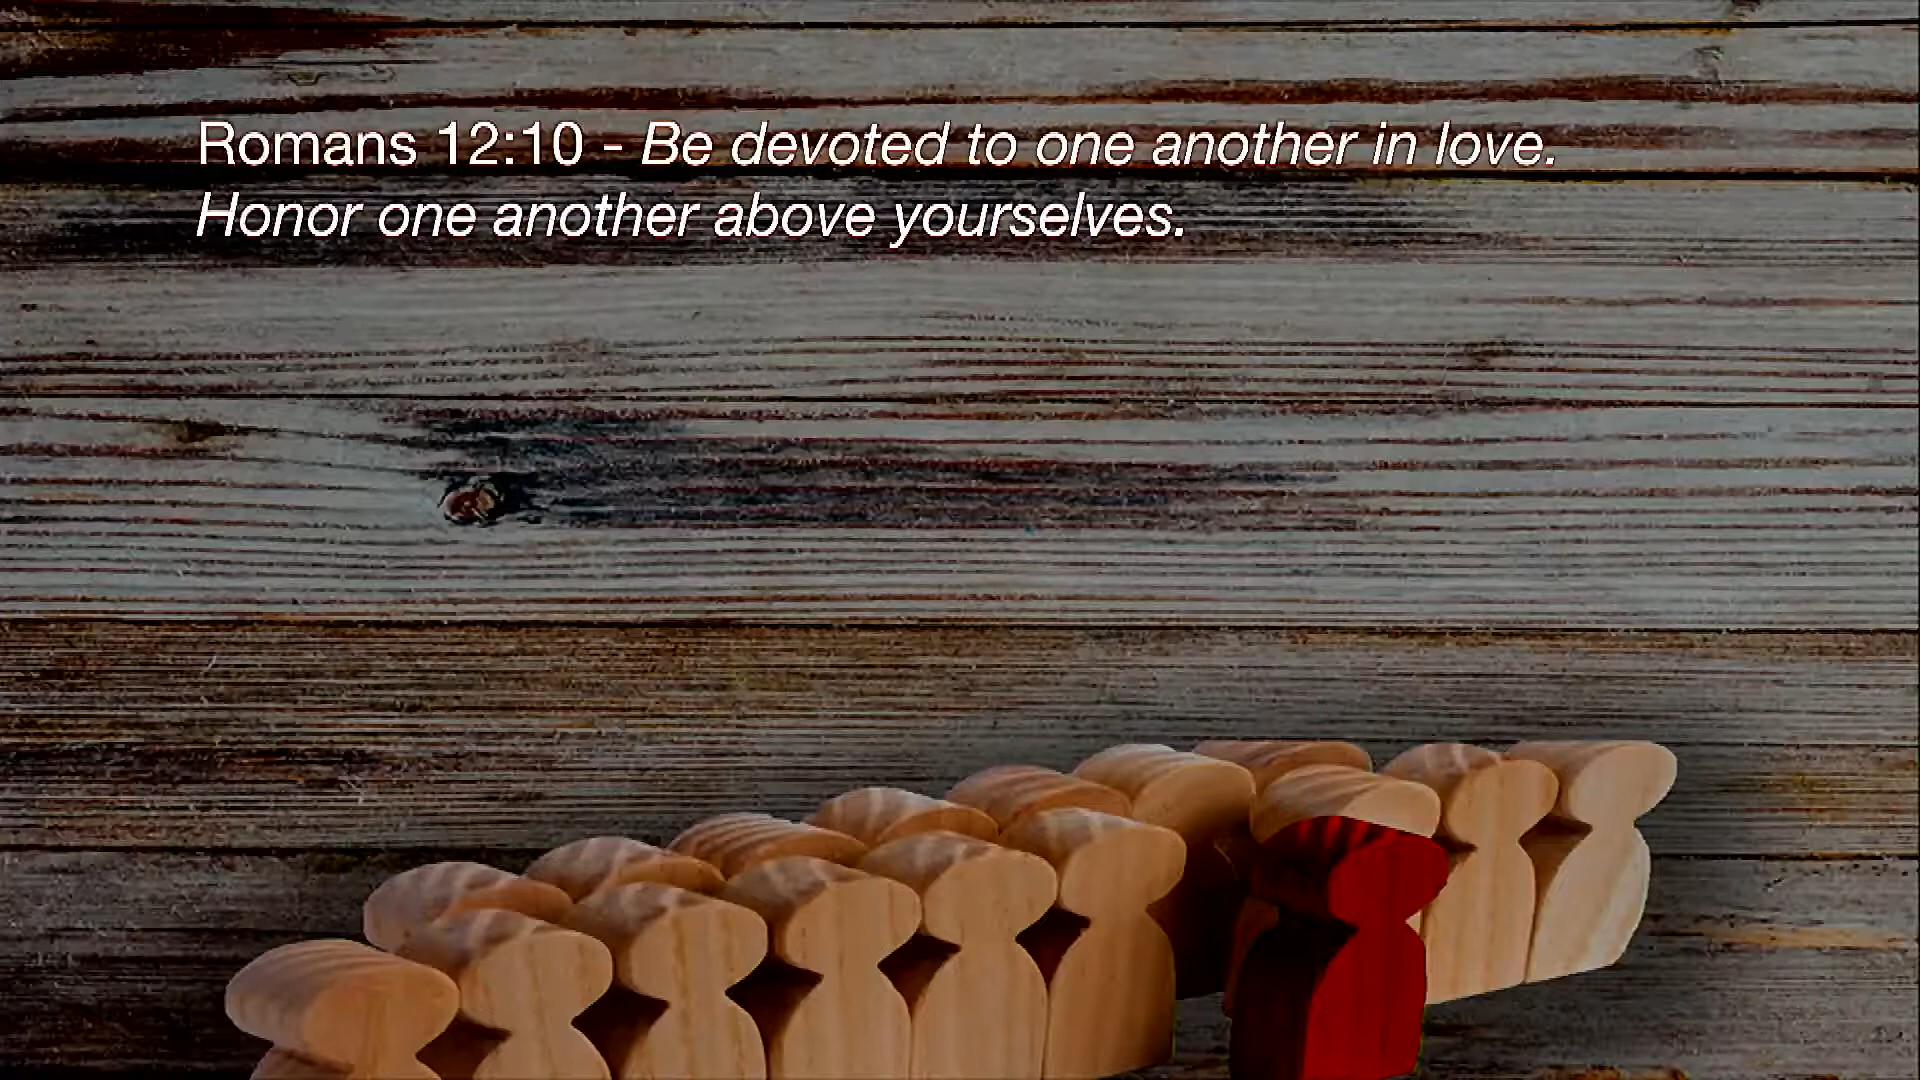 Romans 12:10 - Be devoted to one another in love.
Honor one another above yourselves.